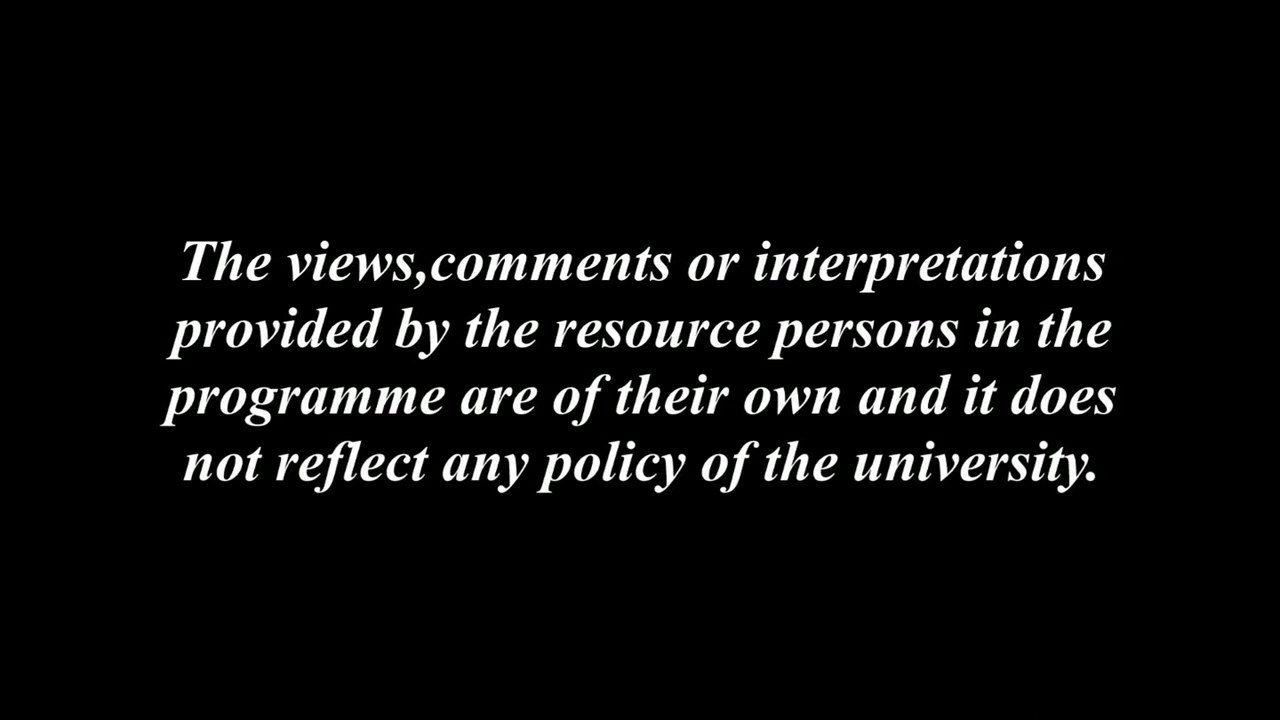 The views,comments or interpretations
provided by the resource persons in the
programme are of their own and it does
not reflect any policy of the university.